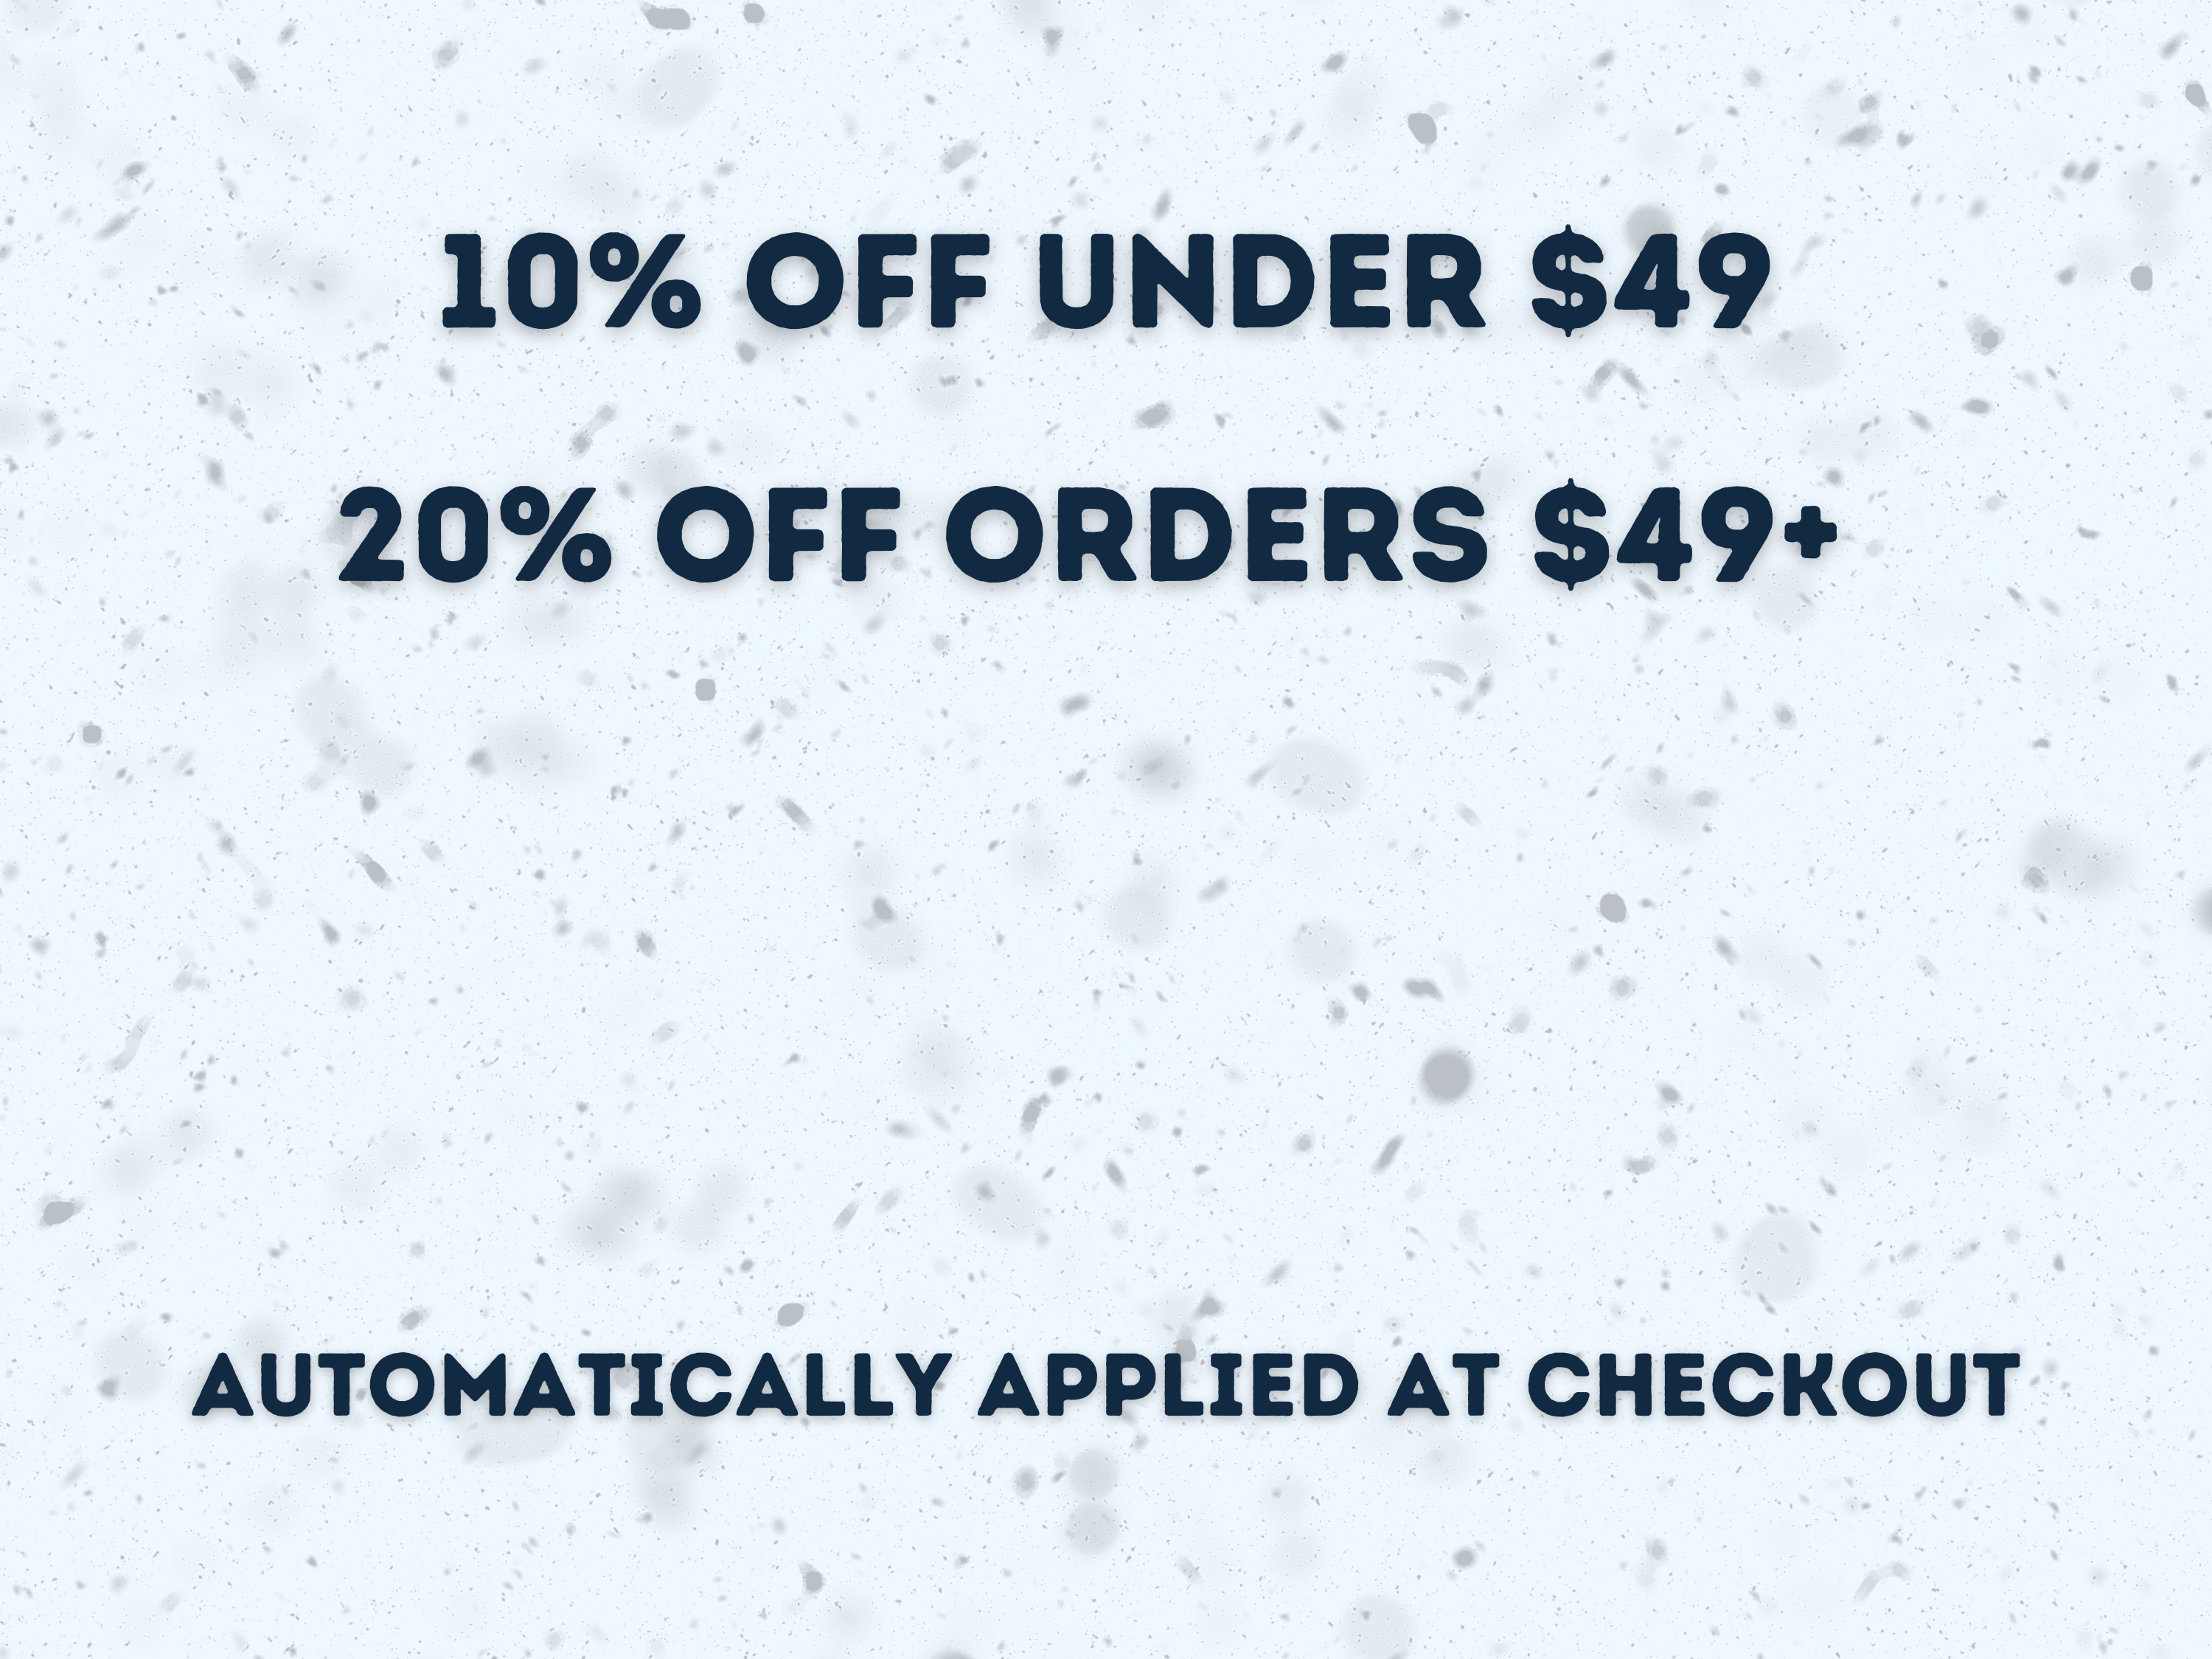 10% OFF UNDER $49
20% OFF ORDERS $49+
AUTOMATICALLY APPLIED AT CHECKOUT